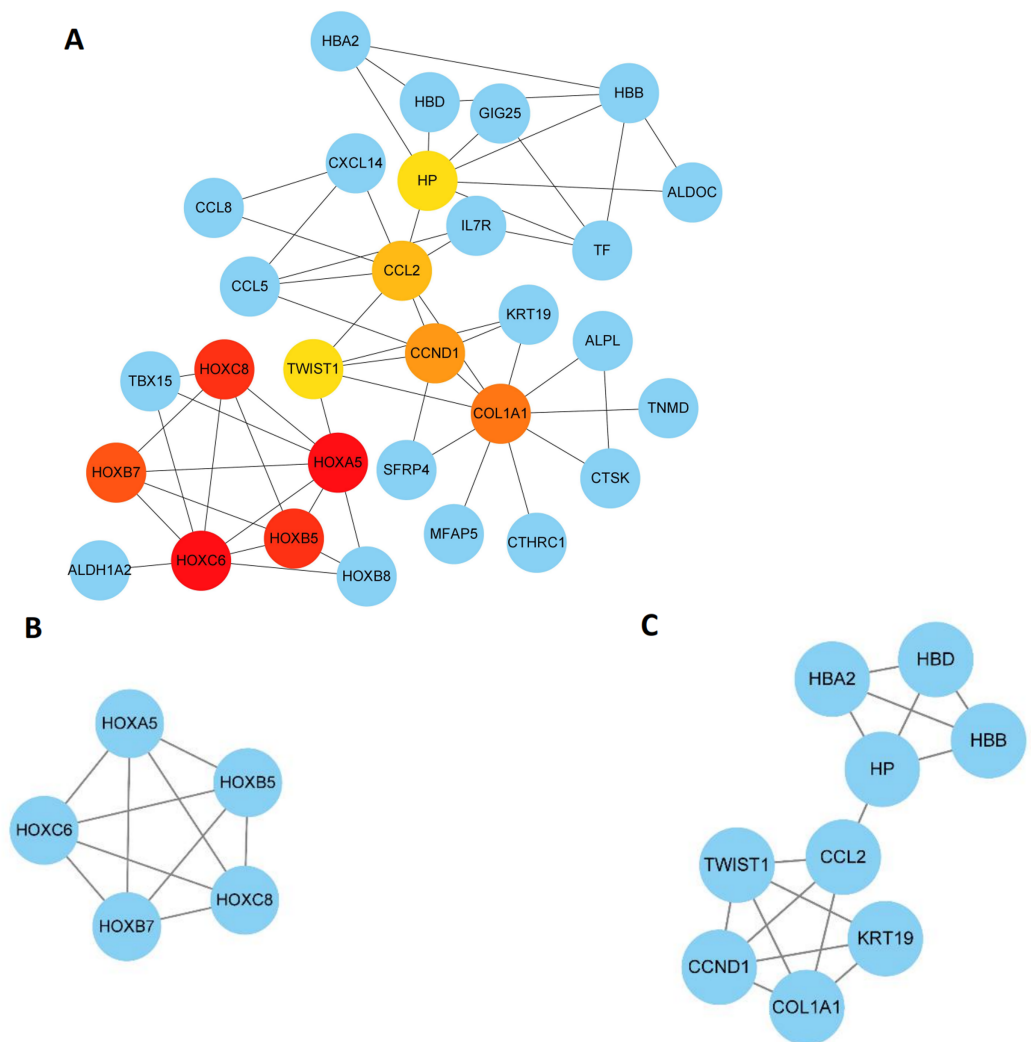 A
HBA2
HBD
GIG25
HBB
CXCL14
HP
ALDOC
CCL8
IL7R
TF
CCL2
CCL5
KRT19
CCND1
ALPL
TWIST1
HOXC8
TBX15
COL1A1
TNMD
HOXB7
HOXA5
SFRP4
CTSK
MFAP5
CTHRC1
HOXB5
HOXC6
ALDH1A2
HOXB8
B
HOXA5
HOXB5
HOXC6
HOXC8
HOXB7
C
HBD
HBA2
HBB
HP
CCL2
TWIST1
KRT19
CCND1
COL1A1